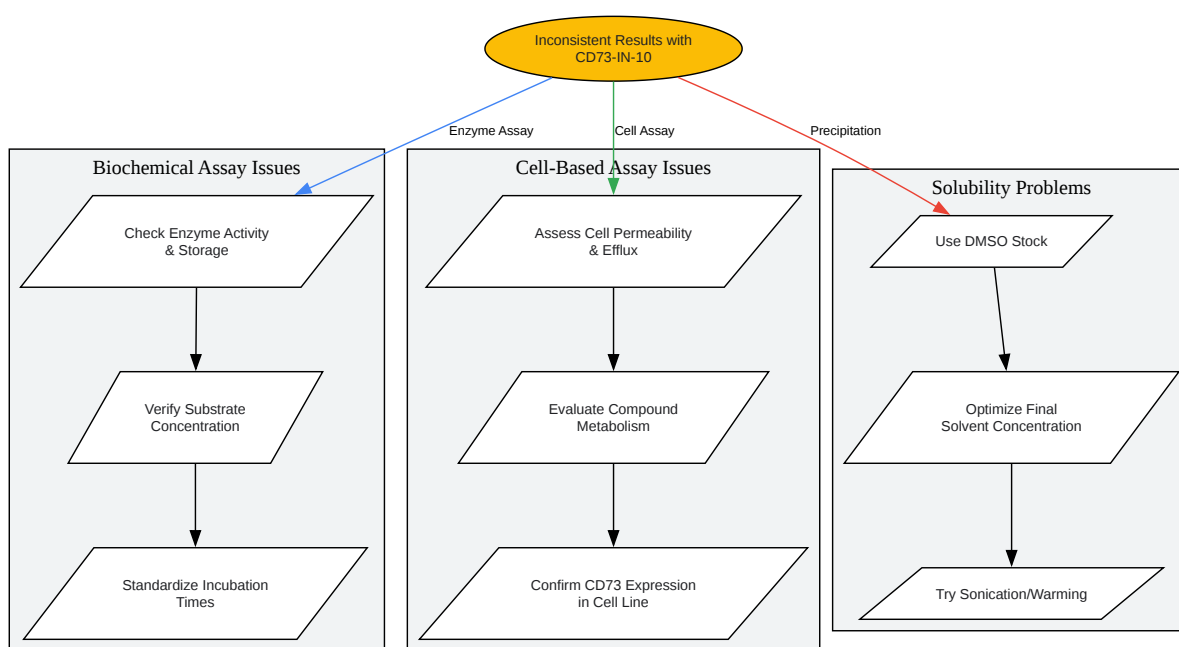 Inconsistent Results with
CD73-IN-10
Enzyme Assay
Cell Assay
Precipitation
Biochemical Assay Issues
Check Enzyme Activity
& Storage
Verify Substrate
Concentration
Standardize Incubation
Times
Cell-Based Assay Issues
Assess Cell Permeability
& Efflux
Evaluate Compound
Metabolism
Confirm CD73 Expression
in Cell Line
Solubility Problems
Use DMSO Stock
Optimize Final
Solvent Concentration
Try Sonication/Warming